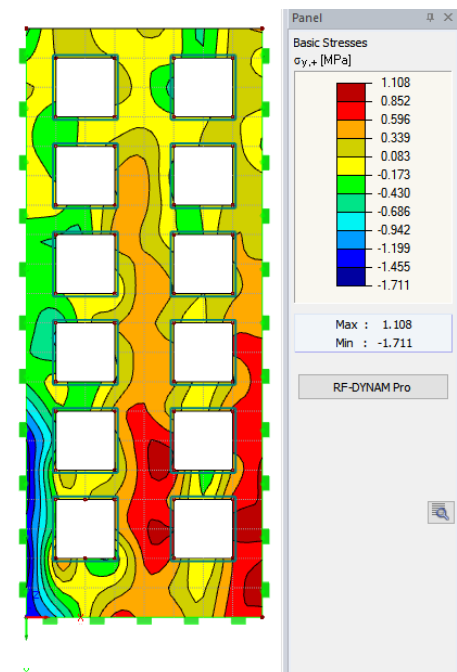 Panel
Basic Stresses
σy,+ [MPa]
1.108
0.852
0.596
0.339
0.083
-0.173
-0.430
-0.686
-0.942
-1.199
-1.455
-1.711
Max : 1.108
Min : -1.711
RF-DYNAM Pro
Z
X